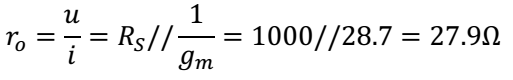 r_o = u/i = R_S // 1/g_m = 1000//28.7 = 27.9Ω